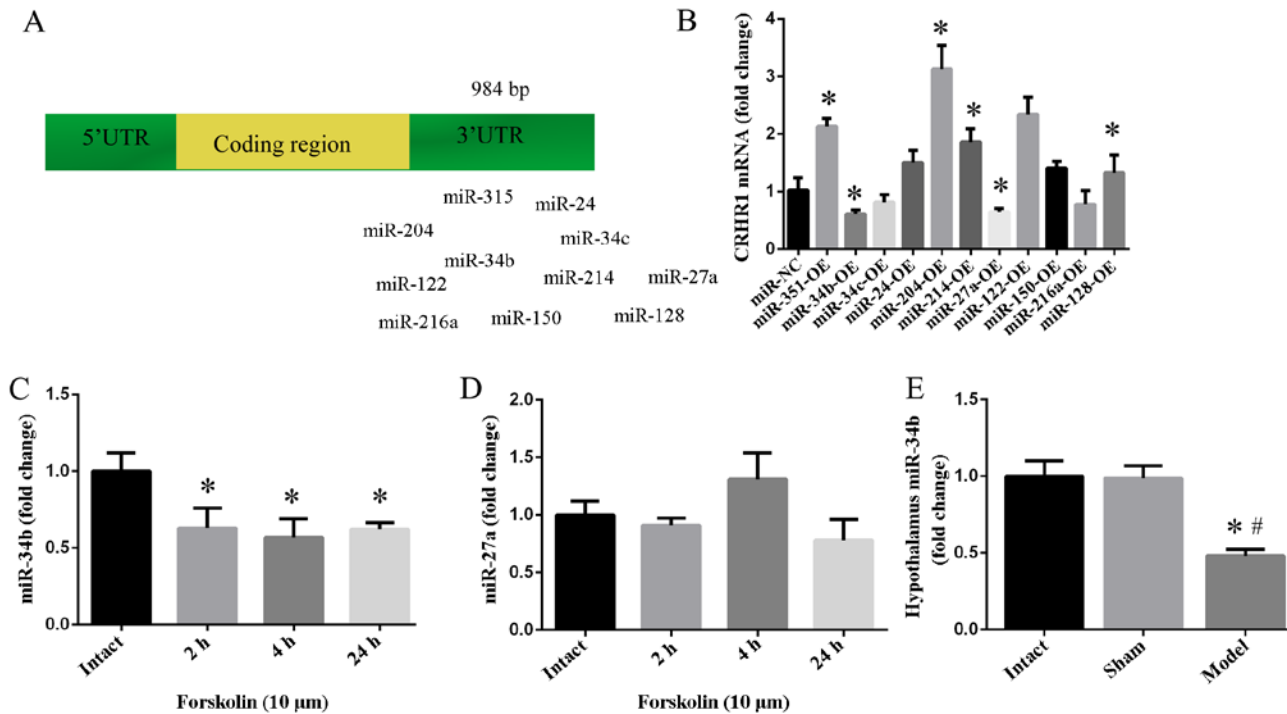 A
984 bp
5'UTR
Coding region
3'UTR
miR-315
miR-24
miR-204
miR-34c
miR-34b
miR-214
miR-27a
miR-122
miR-216a
miR-150
miR-128
B
CRHR1 mRNA (fold change)
4
3
2
1
0
*
*
*
*
*
*
miR-NC
miR-351-OE
miR-34b-OE
miR-34c-OE
miR-24-OE
miR-204-OE
miR-214-OE
miR-27a-OE
miR-122-OE
miR-150-OE
miR-216a-OE
miR-128-OE
C
miR-34b (fold change)
1.5
1.0
0.5
0.0
*
*
*
Intact
2 h
4 h
24 h
Forskolin (10 μm)
D
miR-27a (fold change)
2.0
1.5
1.0
0.5
0.0
Intact
2 h
4 h
24 h
Forskolin (10 μm)
E
Hypothalamus miR-34b
(fold change)
1.5
1.0
0.5
0.0
* #
Intact
Sham
Model